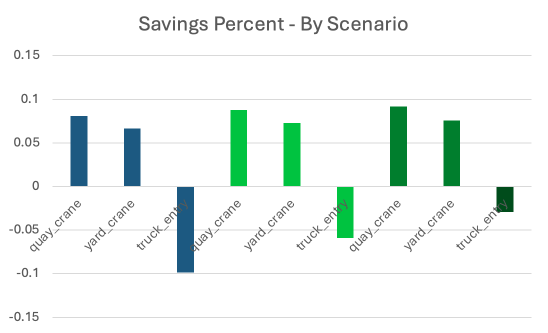 Savings Percent - By Scenario
0.15
0.1
0.05
0
-0.05
-0.1
-0.15
quay_crane
yard_crane
truck_entry
quay_crane
yard_crane
truck_entry
quay_crane
yard_crane
truck_entry